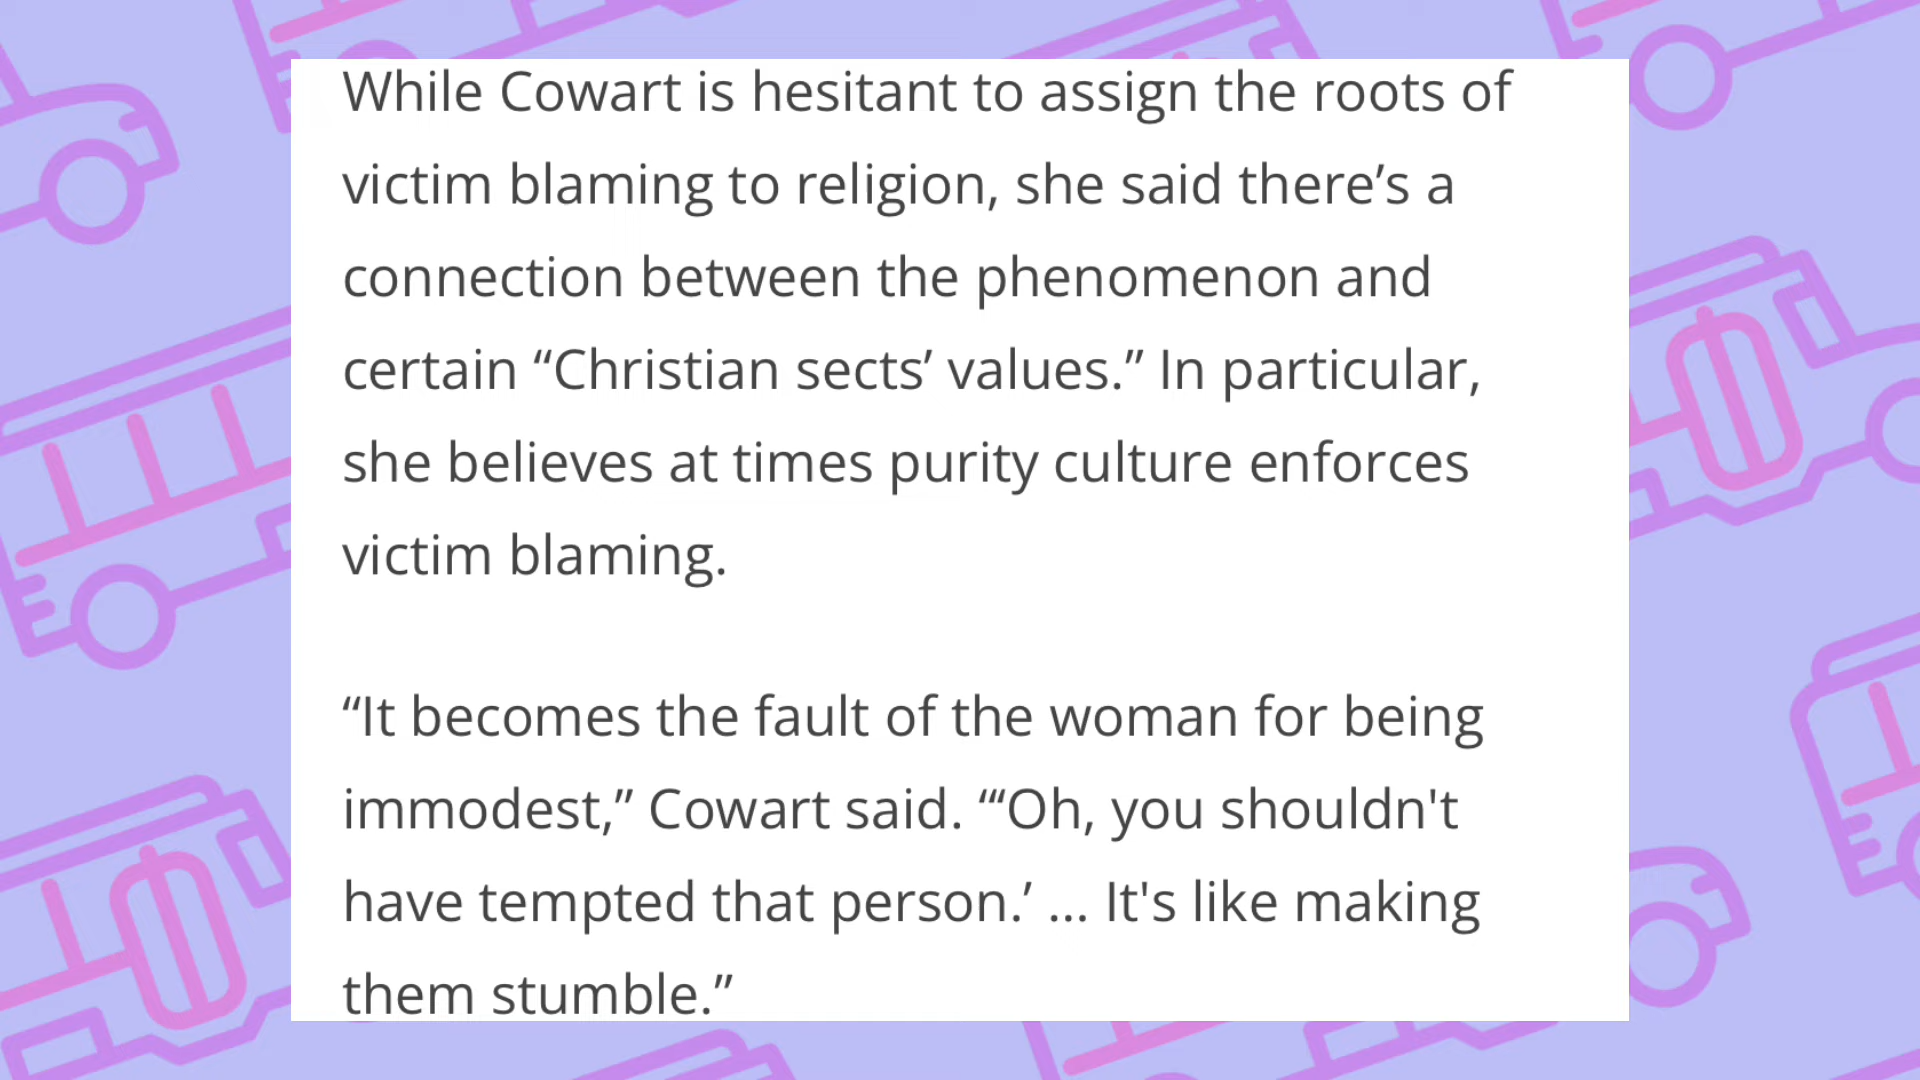 While Cowart is hesitant to assign the roots of
victim blaming to religion, she said there’s a
connection between the phenomenon and
certain “Christian sects’ values.” In particular,
she believes at times purity culture enforces
victim blaming.
“It becomes the fault of the woman for being
immodest,” Cowart said. “‘Oh, you shouldn't
have tempted that person.’ ... It's like making
them stumble.”